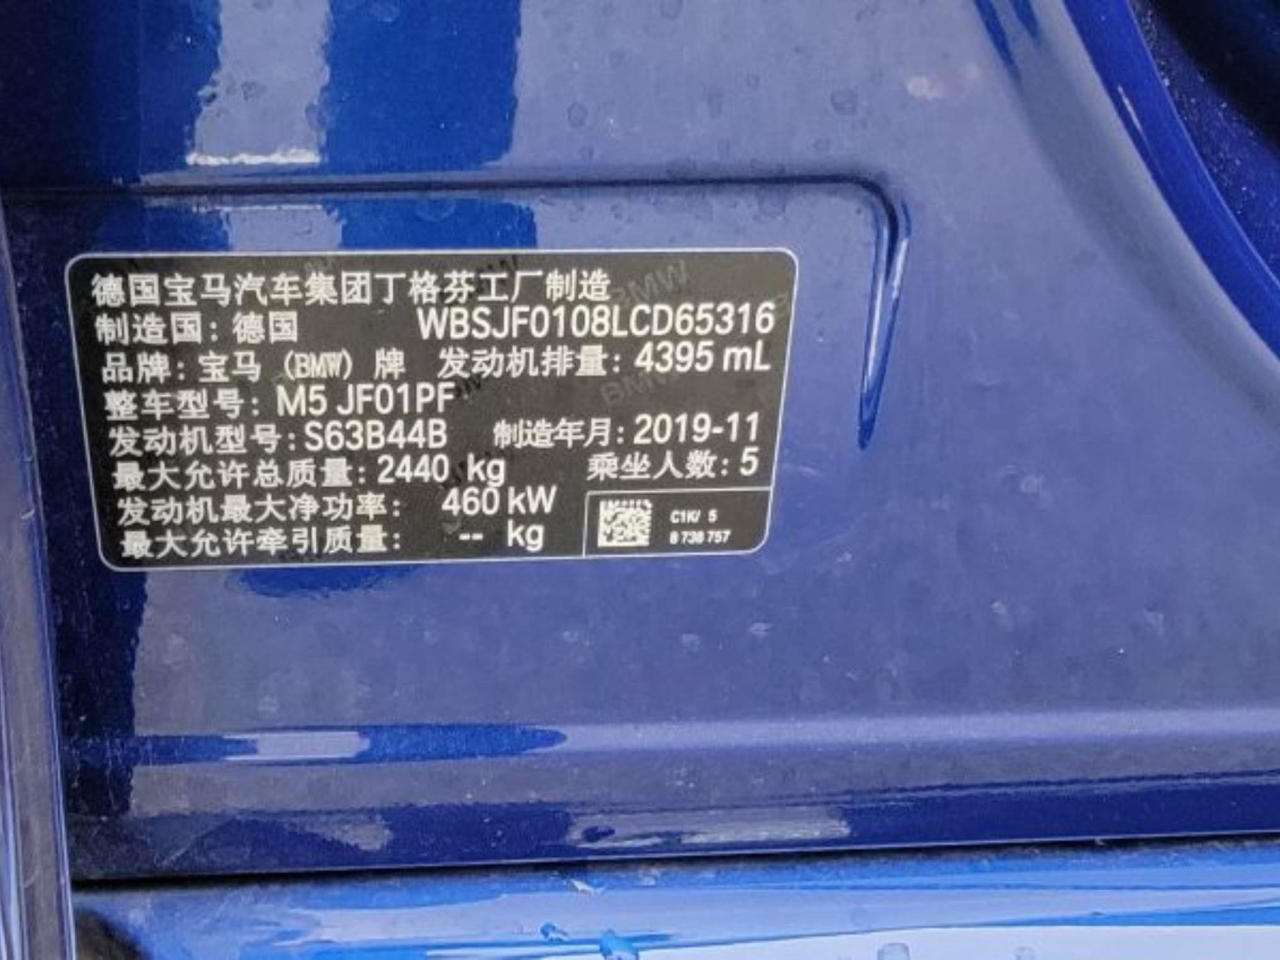 德国宝马汽车集团丁格芬工厂制造
制造国：德国 WBSJF0108LCD65316
品牌：宝马 (BMW) 牌 发动机排量：4395 mL
整车型号：M5 JF01PF
发动机型号：S63B44B 制造年月：2019-11
最大允许总质量：2440 kg 乘坐人数：5
发动机最大净功率： 460 kW
最大允许牵引质量： -- kg
C1K/ 5
8 738 757